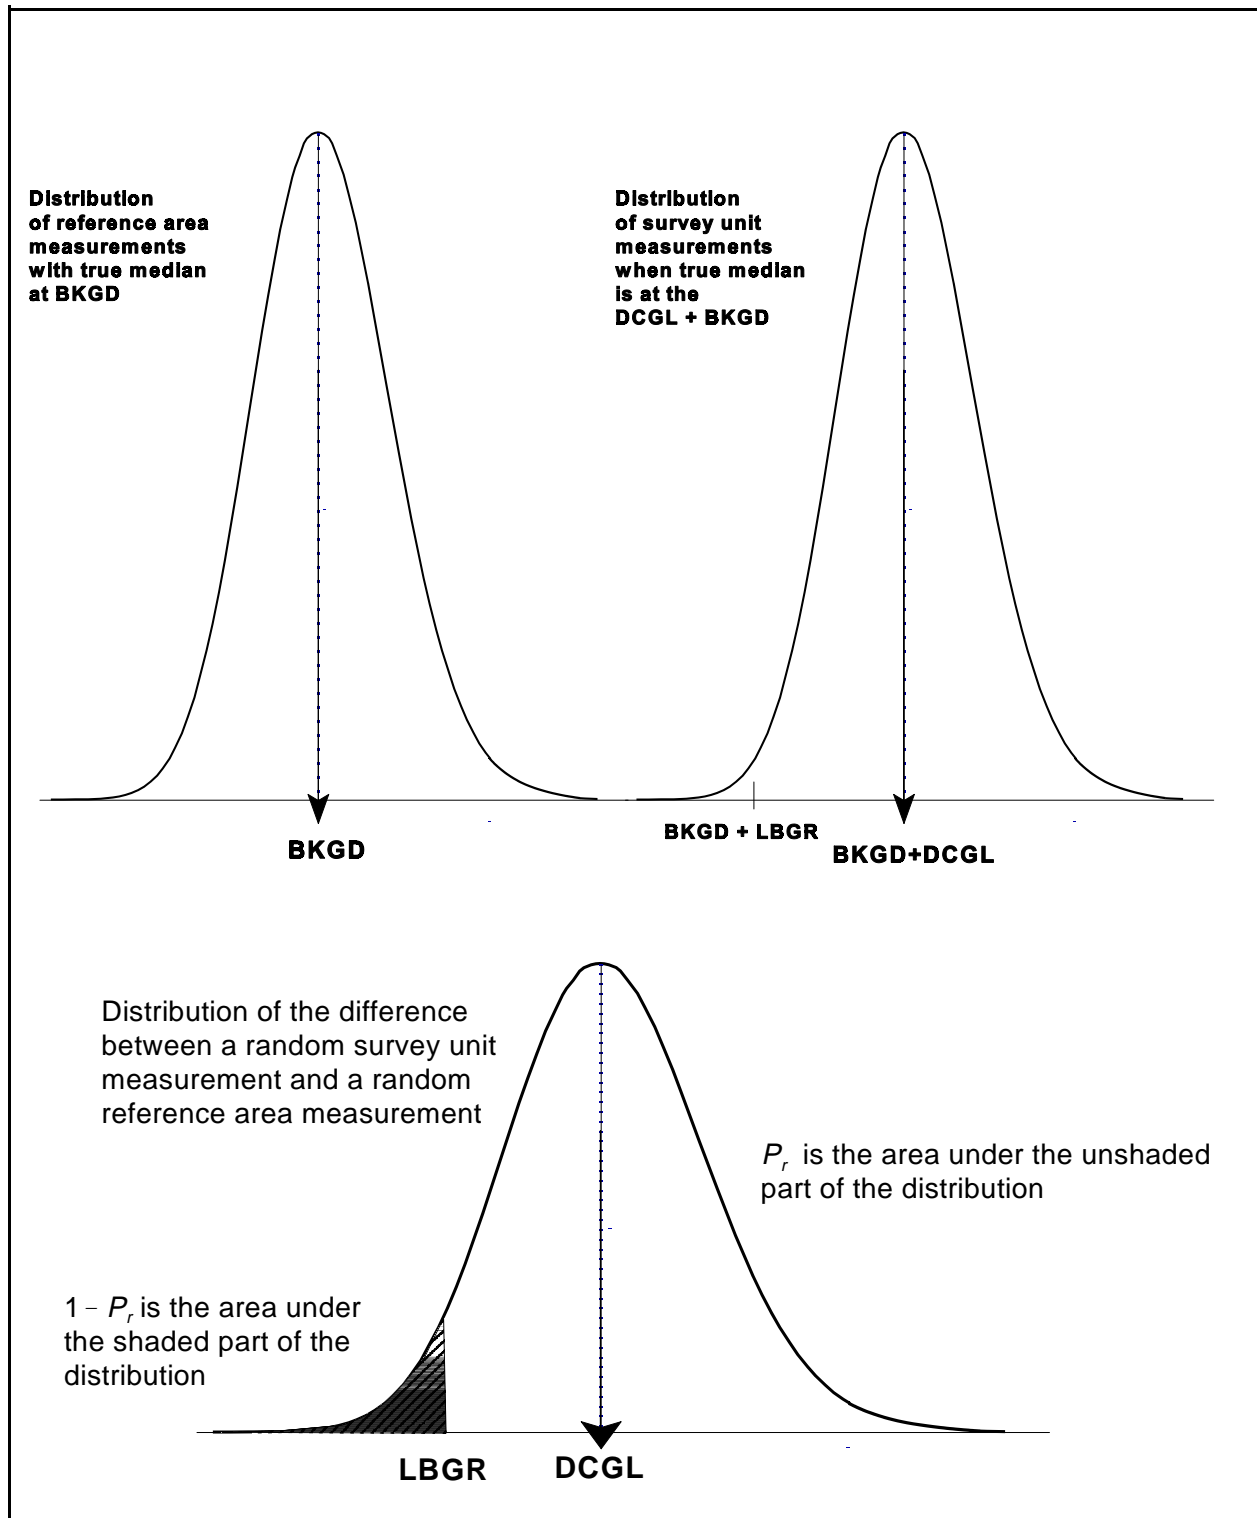 Distribution
of reference area
measurements
with true median
at BKGD
Distribution
of survey unit
measurements
when true median
is at the
DCGL + BKGD
BKGD
BKGD + LBGR
BKGD+DCGL
Distribution of the difference
between a random survey unit
measurement and a random
reference area measurement
Pr is the area under the unshaded
part of the distribution
1 – Pr is the area under
the shaded part of the
distribution
LBGR
DCGL